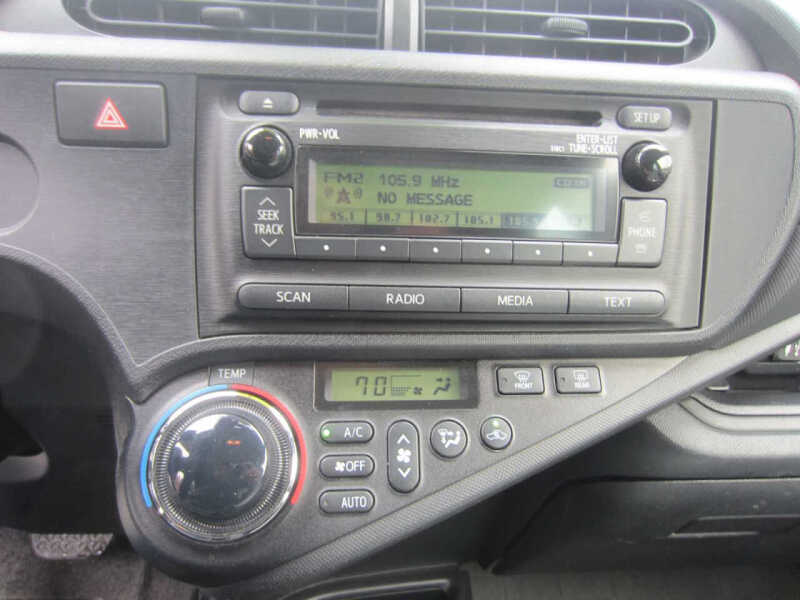 SET UP
PWR•VOL
ENTER•LIST
DISC1 TUNE•SCROLL
FM2 105.9 MHz
NO MESSAGE
95.1 98.7 102.7 105.1
SEEK
TRACK
PHONE
SCAN RADIO MEDIA TEXT
TEMP
70
FRONT REAR
A/C
OFF
AUTO